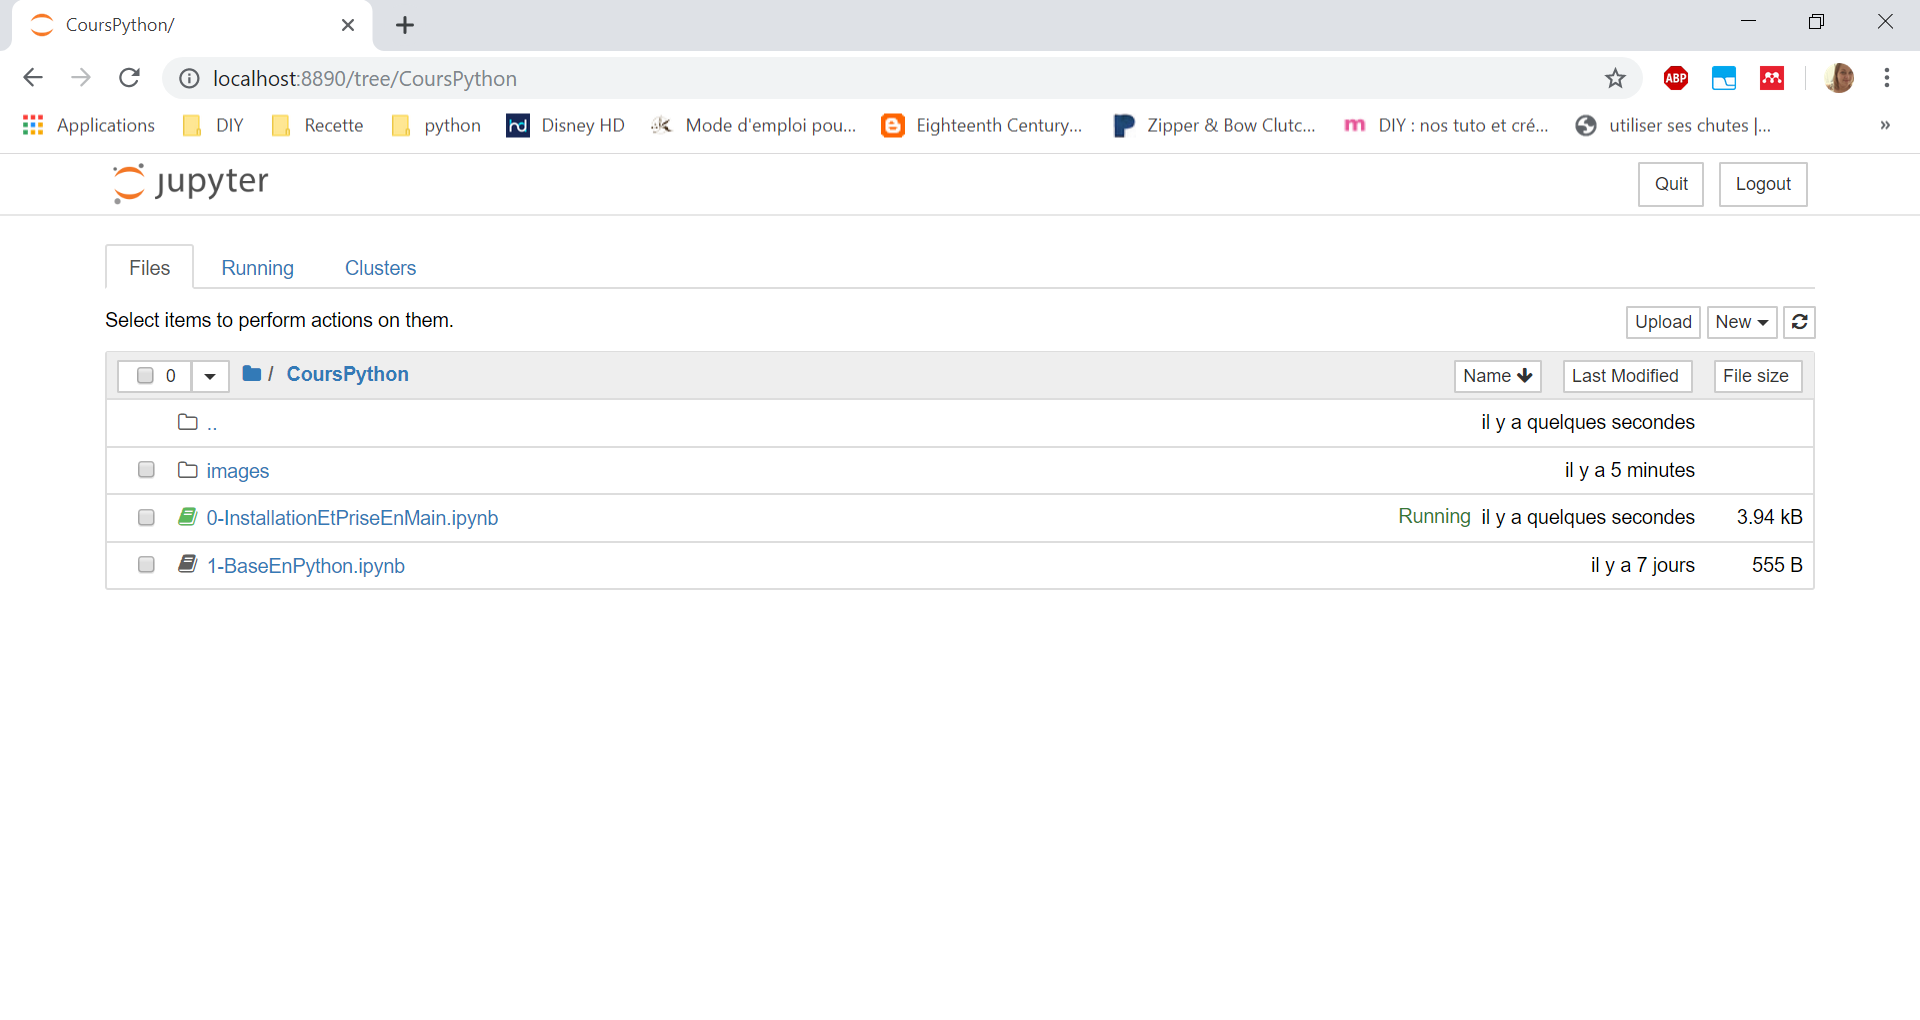 CoursPython/
localhost:8890/tree/CoursPython
ABP
Applications DIY Recette python Disney HD Mode d'emploi pou... Eighteenth Century... Zipper & Bow Clutc... DIY : nos tuto et cré... utiliser ses chutes |... »
jupyter Quit Logout
Files Running Clusters
Select items to perform actions on them. Upload New
0 / CoursPython Name Last Modified File size
.. il y a quelques secondes
images il y a 5 minutes
0-InstallationEtPriseEnMain.ipynb Running il y a quelques secondes 3.94 kB
1-BaseEnPython.ipynb il y a 7 jours 555 B